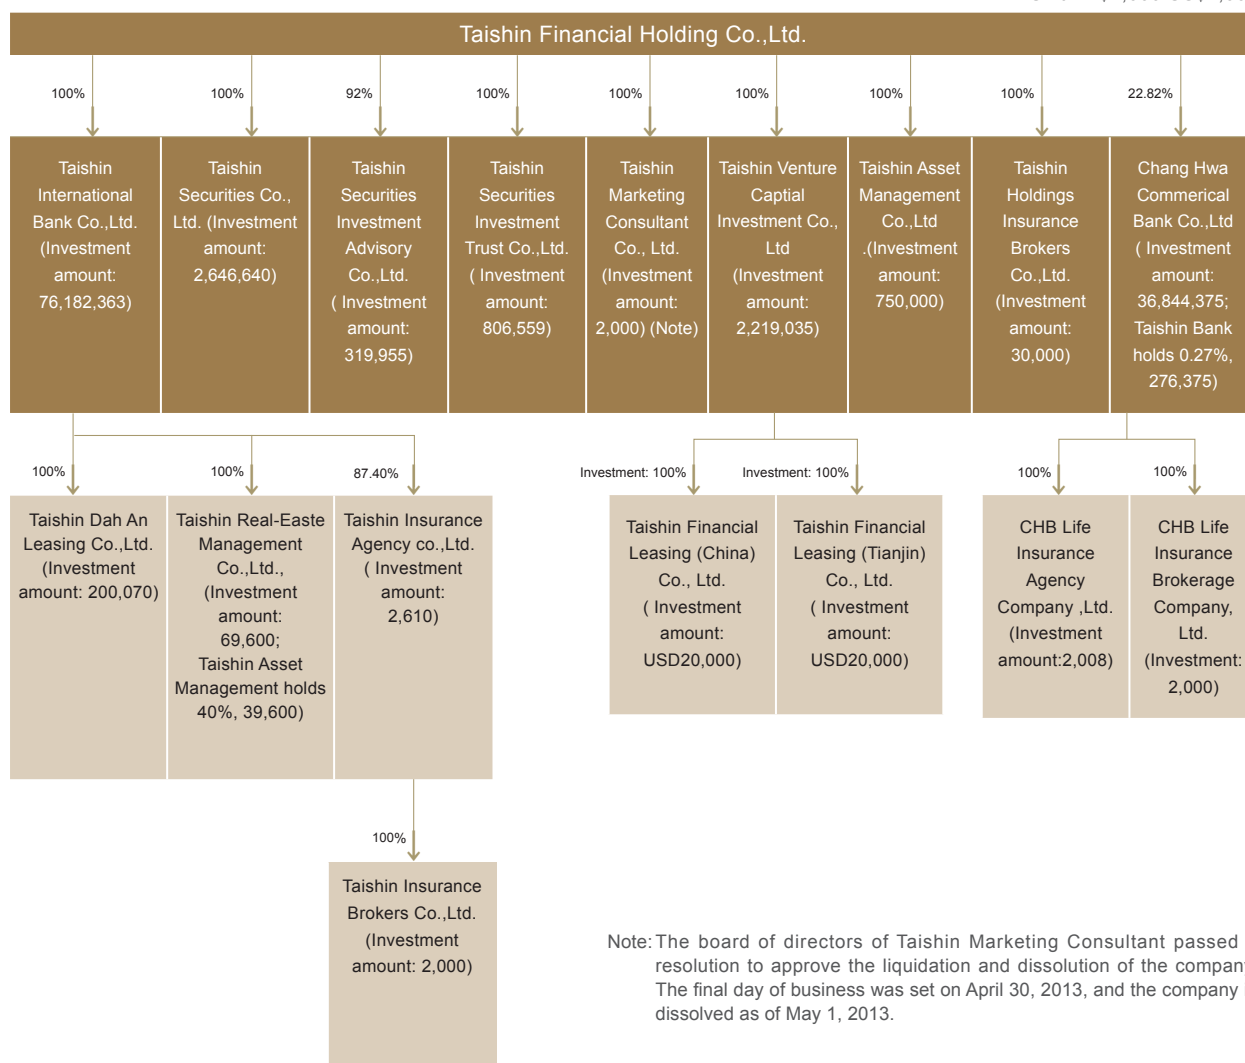 Taishin Financial Holding Co.,Ltd.
100%
100%
92%
100%
100%
100%
100%
100%
22.82%
Taishin
International
Bank Co.,Ltd.
(Investment
amount:
76,182,363)
Taishin
Securities Co.,
Ltd. (Investment
amount:
2,646,640)
Taishin
Securities
Investment
Advisory
Co.,Ltd.
( Investment
amount:
319,955)
Taishin
Securities
Investment
Trust Co.,Ltd.
( Investment
amount:
806,559)
Taishin
Marketing
Consultant
Co., Ltd.
(Investment
amount:
2,000) (Note)
Taishin Venture
Captial
Investment Co.,
Ltd
(Investment
amount:
2,219,035)
Taishin Asset
Management
Co.,Ltd
.(Investment
amount:
750,000)
Taishin
Holdings
Insurance
Brokers
Co.,Ltd.
(Investment
amount:
30,000)
Chang Hwa
Commerical
Bank Co.,Ltd
( Investment
amount:
36,844,375;
Taishin Bank
holds 0.27%,
276,375)
100%
100%
87.40%
Investment: 100%
Investment: 100%
100%
100%
Taishin Dah An
Leasing Co.,Ltd.
(Investment
amount: 200,070)
Taishin Real-Easte
Management
Co.,Ltd.,
(Investment
amount:
69,600;
Taishin Asset
Management holds
40%, 39,600)
Taishin Insurance
Agency co.,Ltd.
( Investment
amount:
2,610)
Taishin Financial
Leasing (China)
Co., Ltd.
( Investment
amount:
USD20,000)
Taishin Financial
Leasing (Tianjin)
Co., Ltd.
( Investment
amount:
USD20,000)
CHB Life
Insurance
Agency
Company ,Ltd.
(Investment
amount:2,008)
CHB Life
Insurance
Brokerage
Company,
Ltd.
(Investment:
2,000)
100%
Taishin Insurance
Brokers Co.,Ltd.
(Investment
amount: 2,000)
Note: The board of directors of Taishin Marketing Consultant passed
resolution to approve the liquidation and dissolution of the company
The final day of business was set on April 30, 2013, and the company
dissolved as of May 1, 2013.